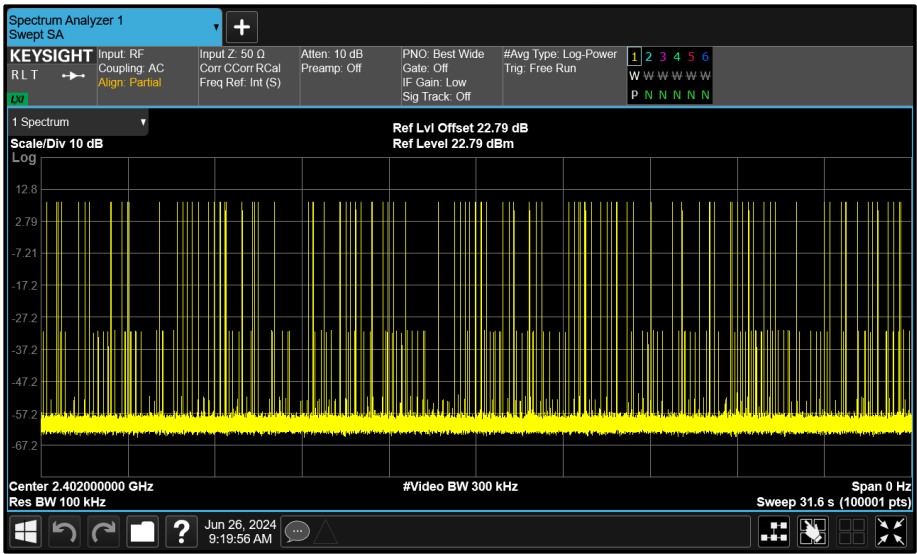 Spectrum Analyzer 1
Swept SA
+
KEYSIGHT
RLT
LXI
Input: RF
Coupling: AC
Align: Partial
Input Z: 50 Ω
Corr CCorr RCal
Freq Ref: Int (S)
Atten: 10 dB
Preamp: Off
PNO: Best Wide
Gate: Off
IF Gain: Low
Sig Track: Off
#Avg Type: Log-Power
Trig: Free Run
1 2 3 4 5 6
W W W W W W
P N N N N N
1 Spectrum
Scale/Div 10 dB
Ref Lvl Offset 22.79 dB
Ref Level 22.79 dBm
Log
12.8
2.79
-7.21
-17.2
-27.2
-37.2
-47.2
-57.2
-67.2
Center 2.402000000 GHz
#Video BW 300 kHz
Span 0 Hz
Res BW 100 kHz
Sweep 31.6 s (100001 pts)
?
Jun 26, 2024
9:19:56 AM